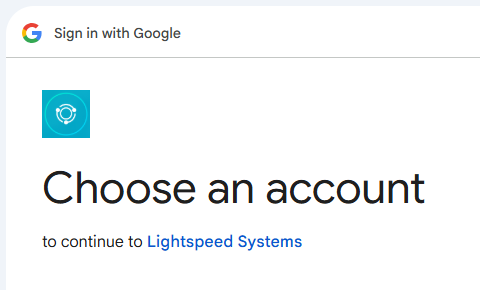 Sign in with Google
Choose an account
to continue to Lightspeed Systems